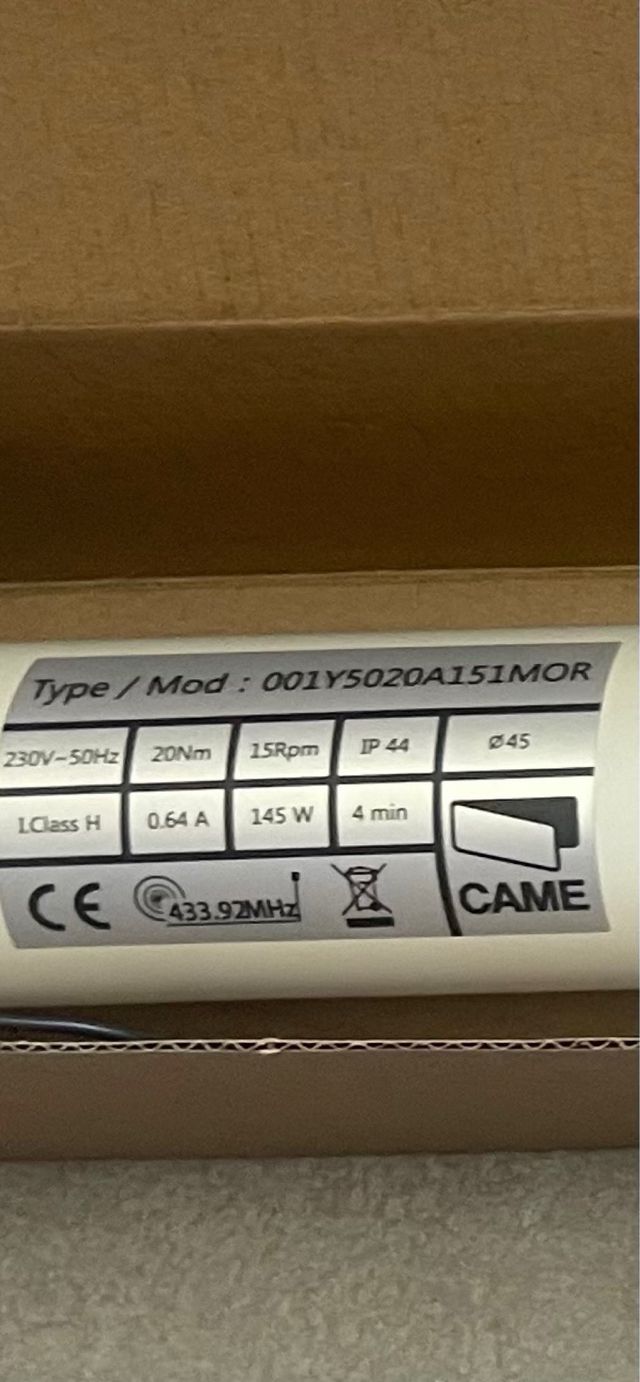 Type / Mod : 001Y5020A151MOR
230V~50Hz 20Nm 15Rpm IP 44 Ø45
I.Class H 0.64 A 145 W 4 min
CE 433.92MHz
CAME